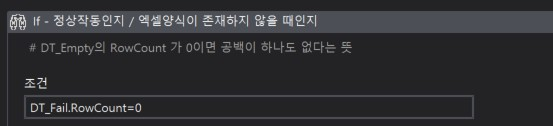 If - 정상작동인지 / 엑셀양식이 존재하지 않을 때인지
# DT_Empty의 RowCount 가 0이면 공백이 하나도 없다는 뜻
조건
DT_Fail.RowCount=0